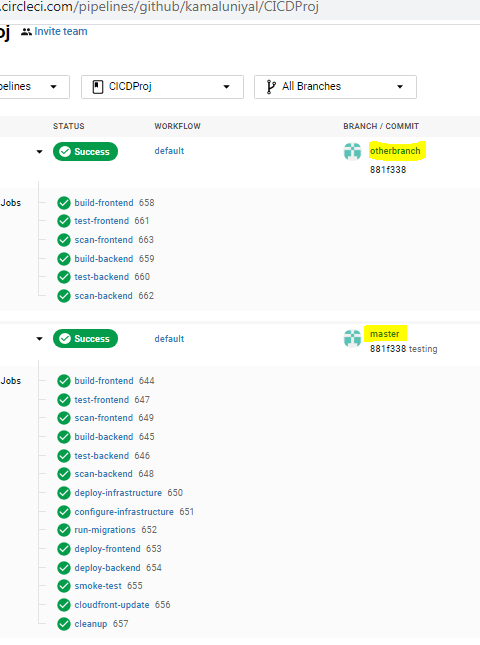 .circleci.com/pipelines/github/kamaluniyal/CICDProj
oj Invite team
pelines CICDProj All Branches
STATUS WORKFLOW BRANCH / COMMIT
Success default otherbranch
881f338
Jobs build-frontend 658
test-frontend 661
scan-frontend 663
build-backend 659
test-backend 660
scan-backend 662
Success default master
881f338 testing
Jobs build-frontend 644
test-frontend 647
scan-frontend 649
build-backend 645
test-backend 646
scan-backend 648
deploy-infrastructure 650
configure-infrastructure 651
run-migrations 652
deploy-frontend 653
deploy-backend 654
smoke-test 655
cloudfront-update 656
cleanup 657